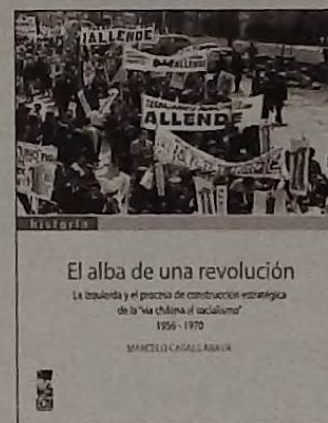 ALLENDE
ALLENDE
ALLENDE
historia
El alba de una revolución
La izquierda y el proceso de construcción estratégica
de la "vía chilena al socialismo"
1956 - 1970
MARCELO CASALS ARAYA